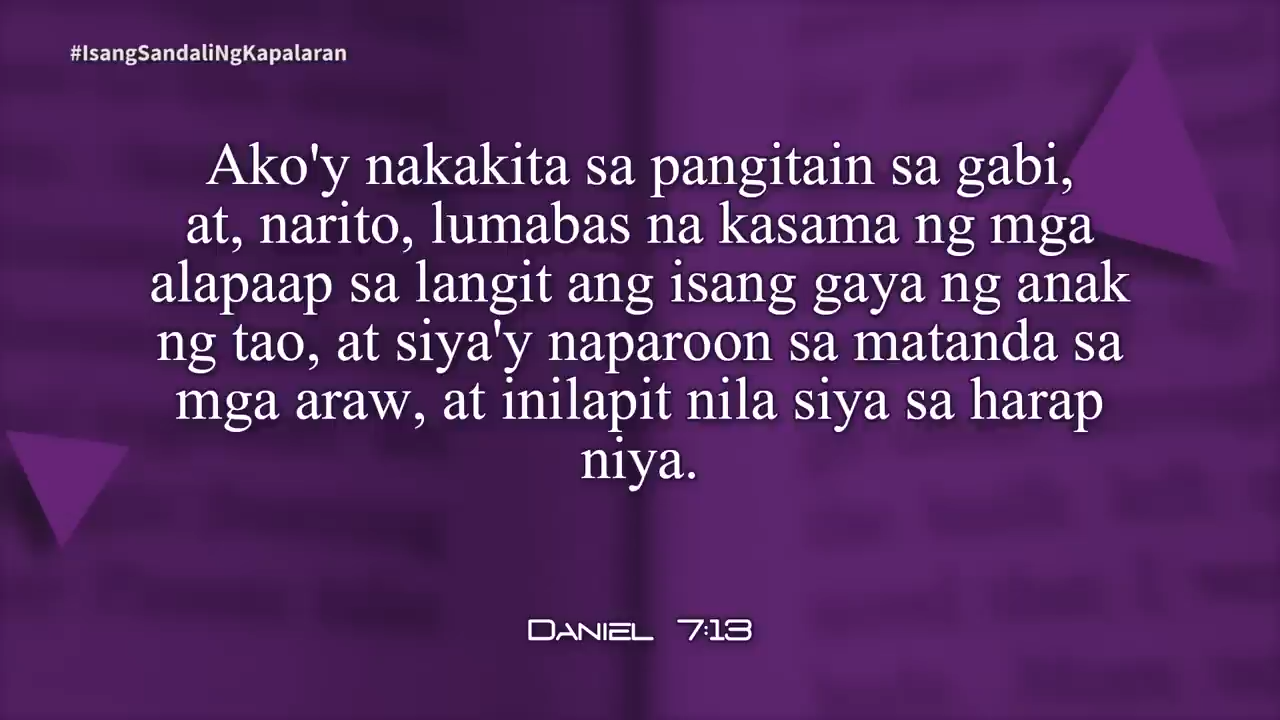 #IsangSandaliNgKapalaran
Ako'y nakakita sa pangitain sa gabi,
at, narito, lumabas na kasama ng mga
alapaap sa langit ang isang gaya ng anak
ng tao, at siya'y naparoon sa matanda sa
mga araw, at inilapit nila siya sa harap
niya.
Daniel 7:13